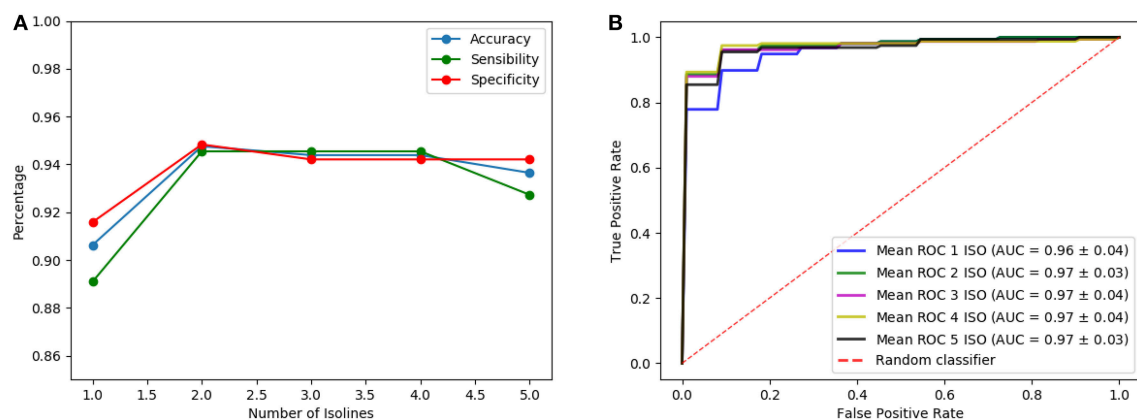 A
1.00
0.98
0.96
0.94
0.92
0.90
0.88
0.86
Percentage
Accuracy
Sensibility
Specificity
1.0 1.5 2.0 2.5 3.0 3.5 4.0 4.5 5.0
Number of Isolines
B
1.0
0.8
0.6
0.4
0.2
0.0
True Positive Rate
Mean ROC 1 ISO (AUC = 0.96 ± 0.04)
Mean ROC 2 ISO (AUC = 0.97 ± 0.03)
Mean ROC 3 ISO (AUC = 0.97 ± 0.04)
Mean ROC 4 ISO (AUC = 0.97 ± 0.04)
Mean ROC 5 ISO (AUC = 0.97 ± 0.03)
Random classifier
0.0 0.2 0.4 0.6 0.8 1.0
False Positive Rate